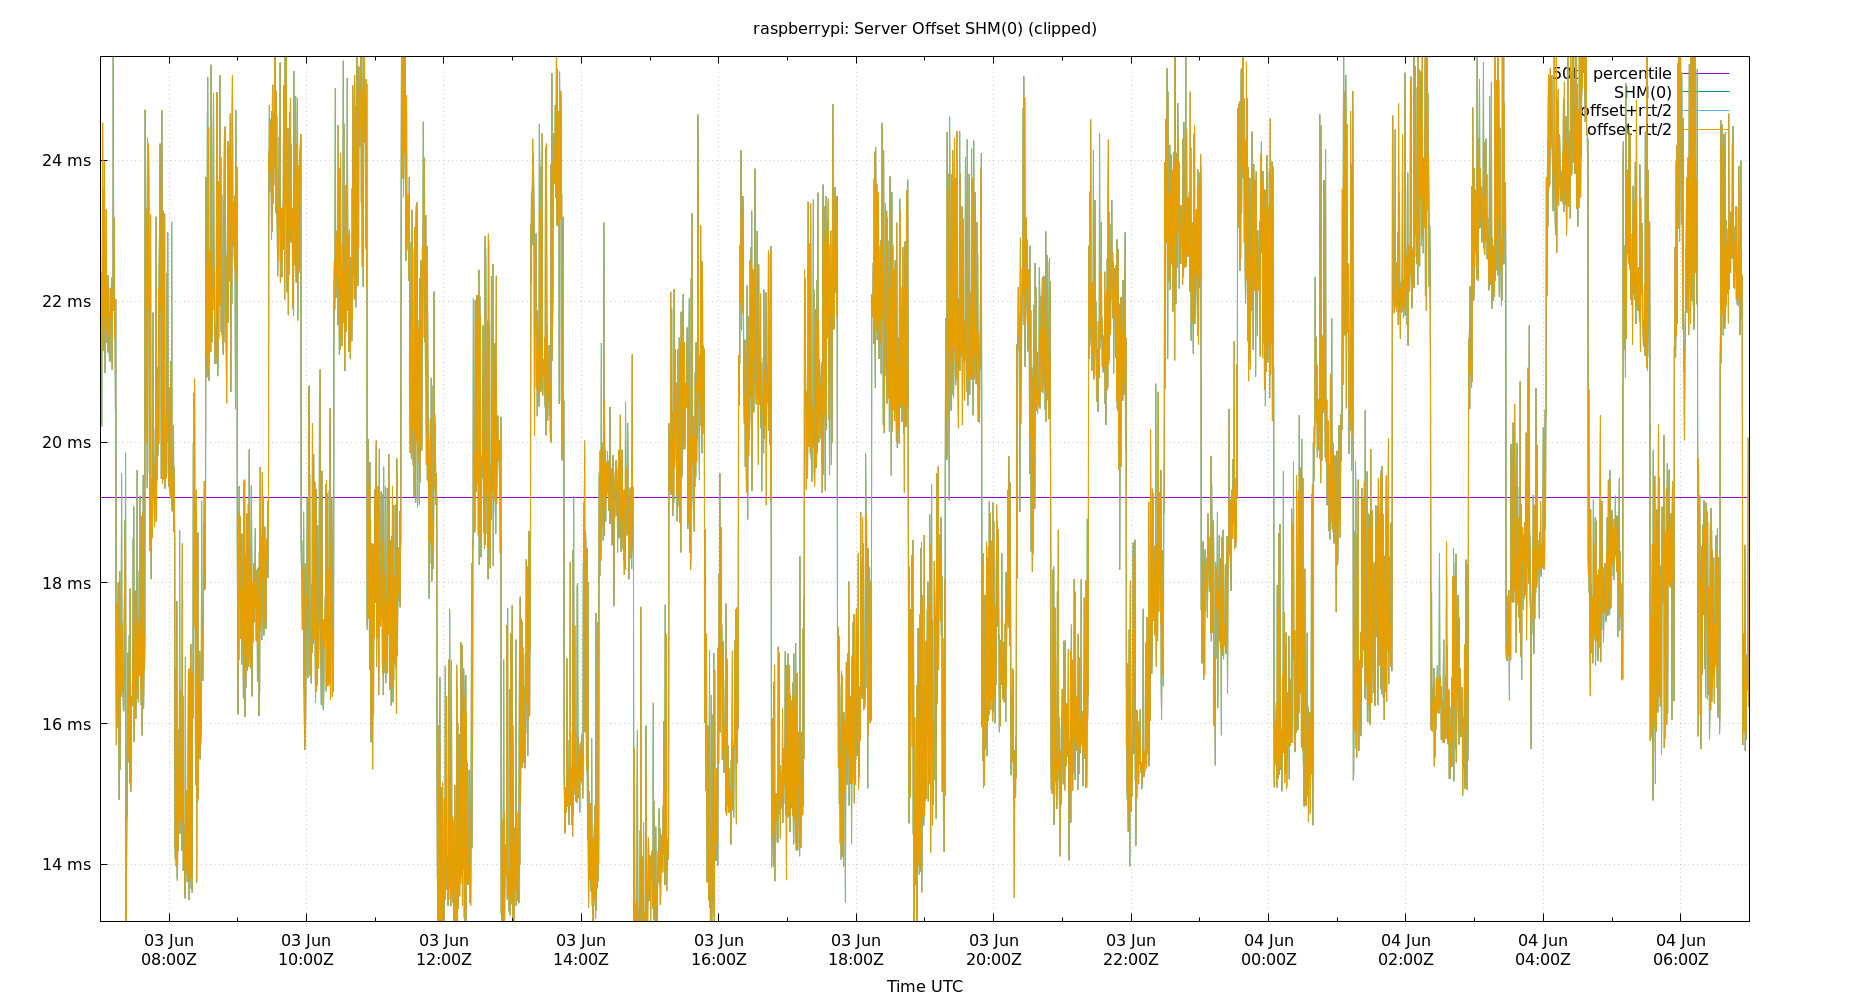 raspberrypi: Server Offset SHM(0) (clipped)
percentile
SHM(0)
offset+rtt/2
offset-rtt/2
24 ms
22 ms
20 ms
18 ms
16 ms
14 ms
03 Jun 03 Jun 03 Jun 03 Jun 03 Jun 03 Jun 03 Jun 03 Jun 04 Jun 04 Jun 04 Jun 04 Jun
08:00Z 10:00Z 12:00Z 14:00Z 16:00Z 18:00Z 20:00Z 22:00Z 00:00Z 02:00Z 04:00Z 06:00Z
Time UTC